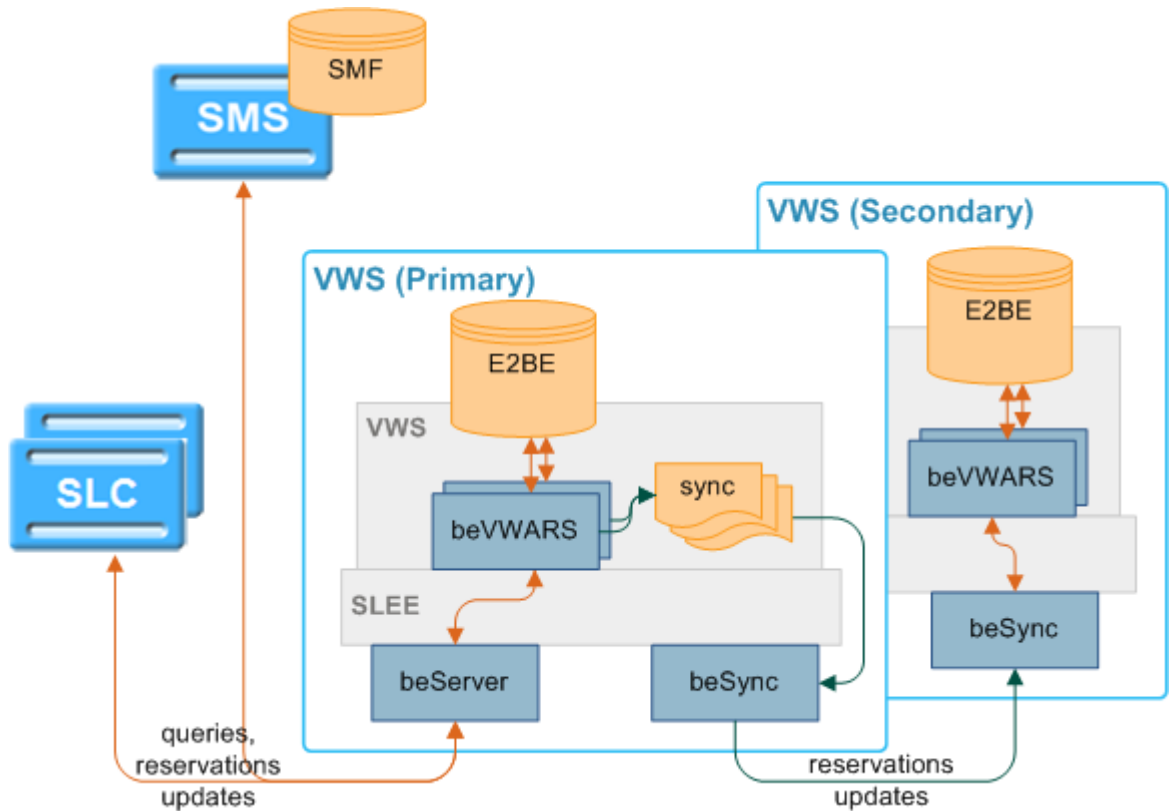 SMF
SMS
VWS (Secondary)
E2BE
VWS (Primary)
E2BE
VWS
SLC
beVWARS
sync
beVWARS
SLEE
beSync
beServer
beSync
queries,
reservations
updates
reservations
updates